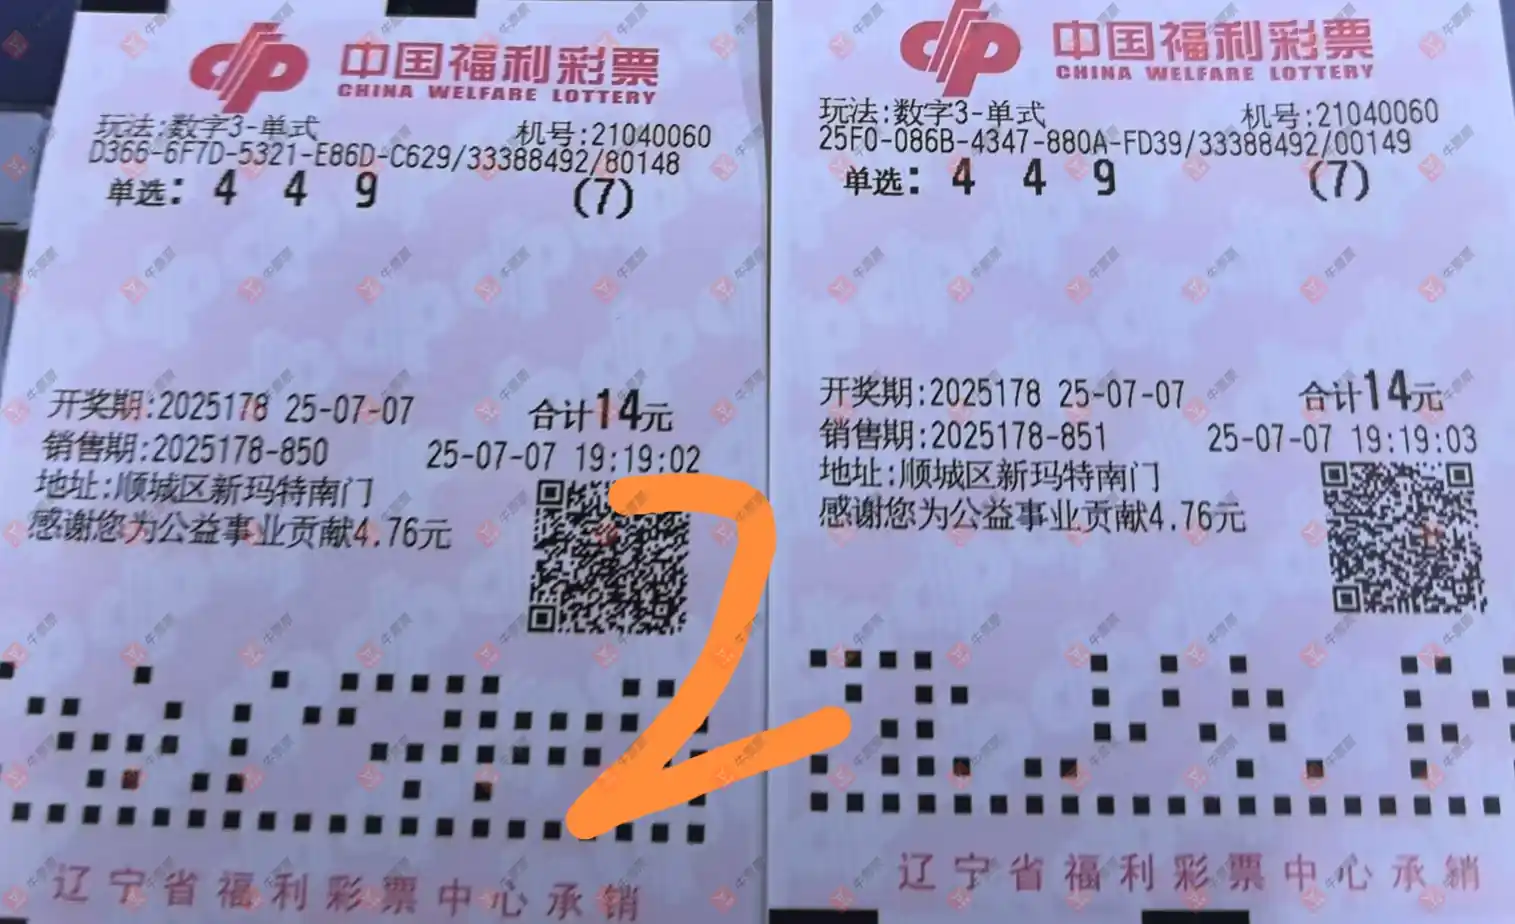 中国福利彩票
CHINA WELFARE LOTTERY
玩法:数字3-单式 机号:21040060
D366-6F7D-5321-E86D-C629/33388492/80148
单选: 4 4 9 (7)
开奖期:2025178 25-07-07 合计14元
销售期:2025178-850 25-07-07 19:19:02
地址:顺城区新玛特南门
感谢您为公益事业贡献4.76元
辽宁省福利彩票中心承销
中国福利彩票
CHINA WELFARE LOTTERY
玩法:数字3-单式 机号:21040060
25F0-086B-4347-880A-FD39/33388492/00149
单选: 4 4 9 (7)
开奖期:2025178 25-07-07 合计14元
销售期:2025178-851 25-07-07 19:19:03
地址:顺城区新玛特南门
感谢您为公益事业贡献4.76元
辽宁省福利彩票中心承销
2